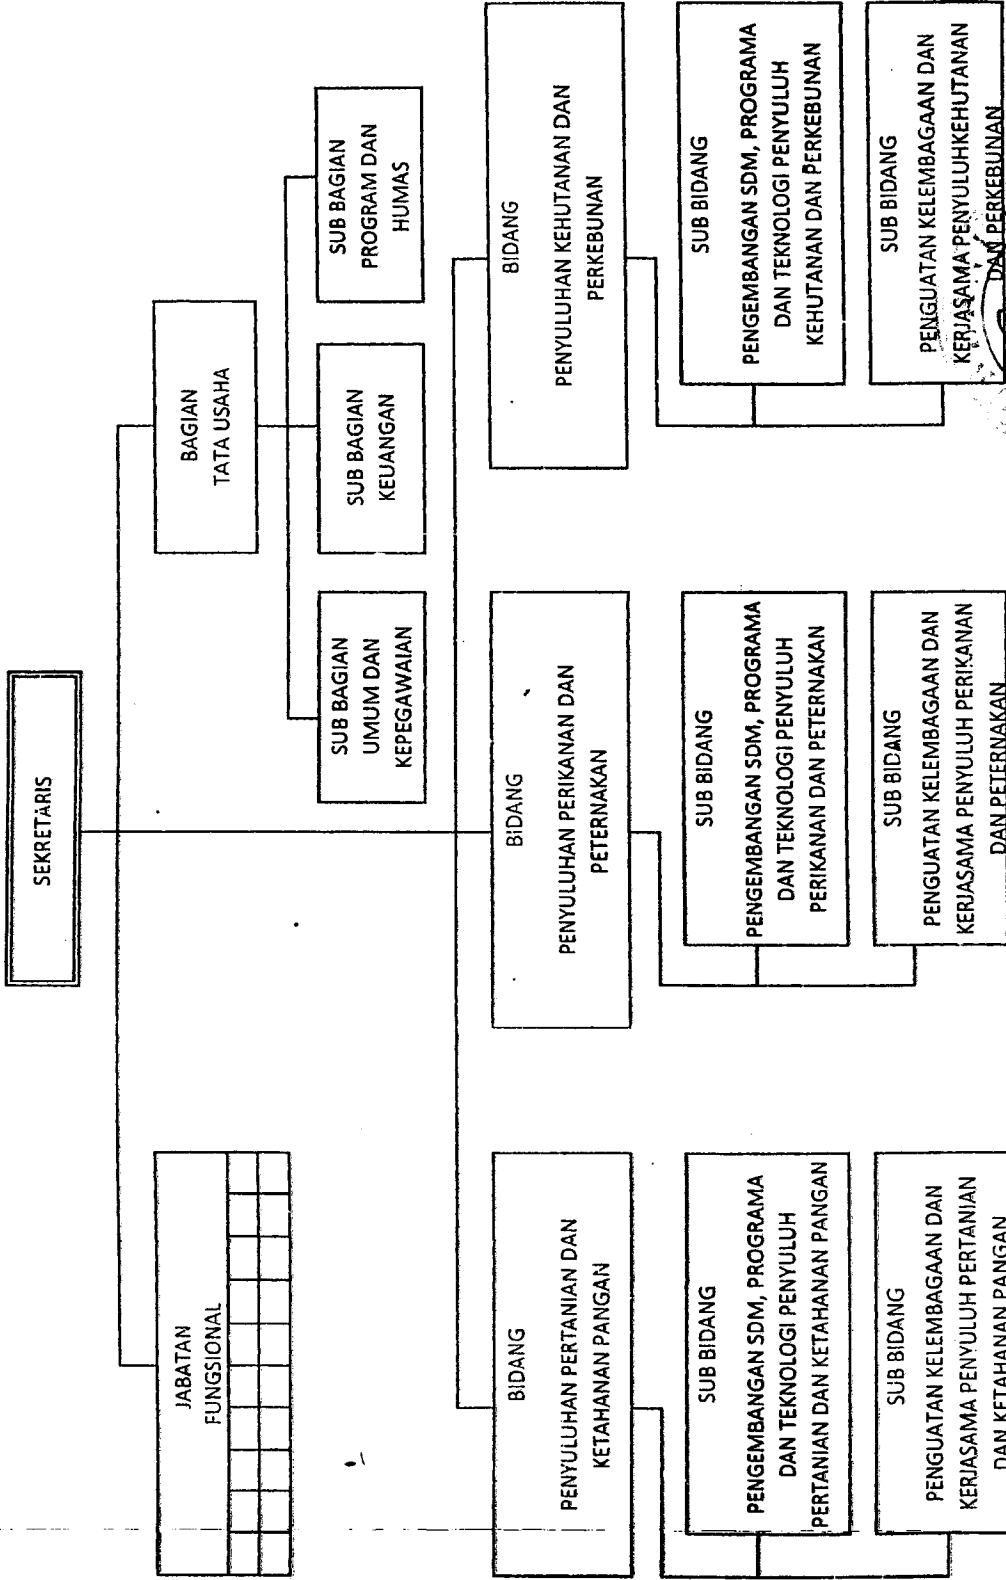 SEKRETARIS
JABATAN
FUNGSIONAL
BAGIAN
TATA USAHA
SUB BAGIAN
UMUM DAN
KEPEGAWAIAN
SUB BAGIAN
KEUANGAN
SUB BAGIAN
PROGRAM DAN
HUMAS
BIDANG
PENYULUHAN PERTANIAN DAN
KETAHANAN PANGAN
BIDANG
PENYULUHAN PERIKANAN DAN
PETERNAKAN
BIDANG
PENYULUHAN KEHUTANAN DAN
PERKEBUNAN
SUB BIDANG
PENGEMBANGAN SDM, PROGRAMA
DAN TEKNOLOGI PENYULUH
PERTANIAN DAN KETAHANAN PANGAN
SUB BIDANG
PENGEMBANGAN SDM, PROGRAMA
DAN TEKNOLOGI PENYULUH
PERIKANAN DAN PETERNAKAN
SUB BIDANG
PENGEMBANGAN SDM, PROGRAMA
DAN TEKNOLOGI PENYULUH
KEHUTANAN DAN PERKEBUNAN
SUB BIDANG
PENGUATAN KELEMBAGAAN DAN
KERJASAMA PENYULUH PERTANIAN
DAN KETAHANAN PANGAN
SUB BIDANG
PENGUATAN KELEMBAGAAN DAN
KERJASAMA PENYULUH PERIKANAN
DAN PETERNAKAN
SUB BIDANG
PENGUATAN KELEMBAGAAN DAN
KERJASAMA PENYULUHKEHUTANAN
DAN PERKEBUNAN